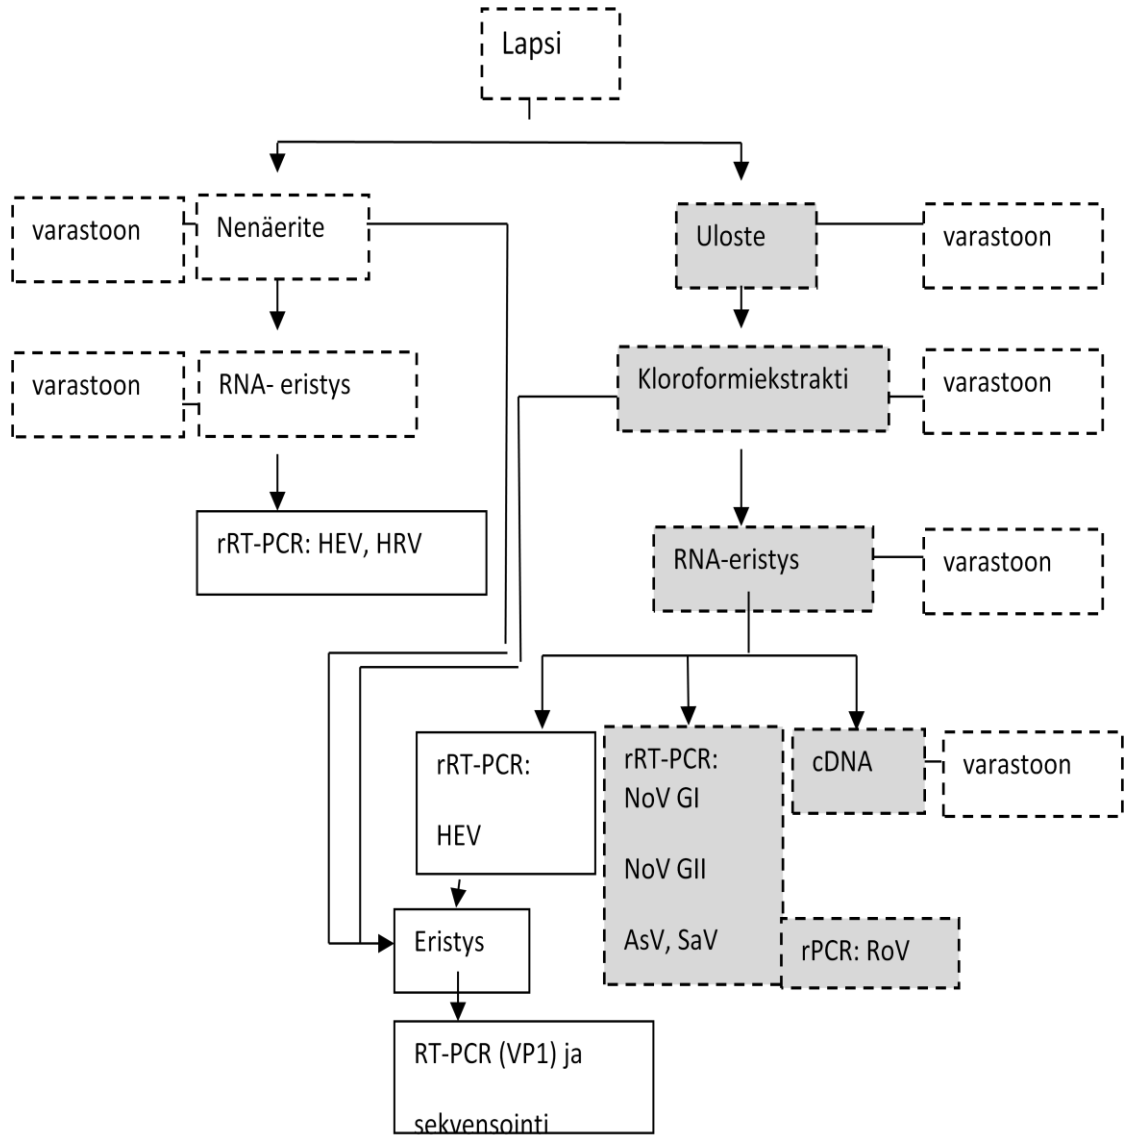 Lapsi
varastoon
Nenäerite
Uloste
varastoon
varastoon
RNA- eristys
Kloroformiekstrakti
varastoon
rRT-PCR: HEV, HRV
RNA-eristys
varastoon
rRT-PCR:
HEV
rRT-PCR:
NoV GI
NoV GII
AsV, SaV
cDNA
varastoon
rPCR: RoV
Eristys
RT-PCR (VP1) ja
sekvensointi